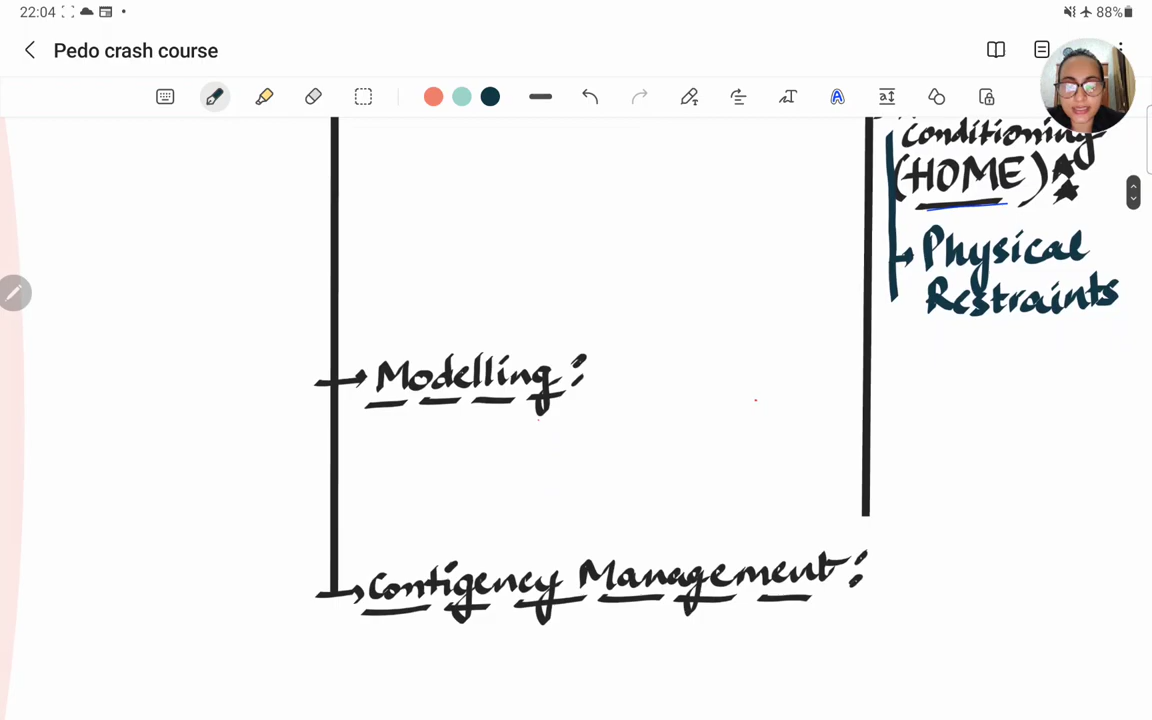 22:04
88%
Pedo crash course
Conditioning
(HOME)
Physical
Restraints
Modelling:
Contigency Management: